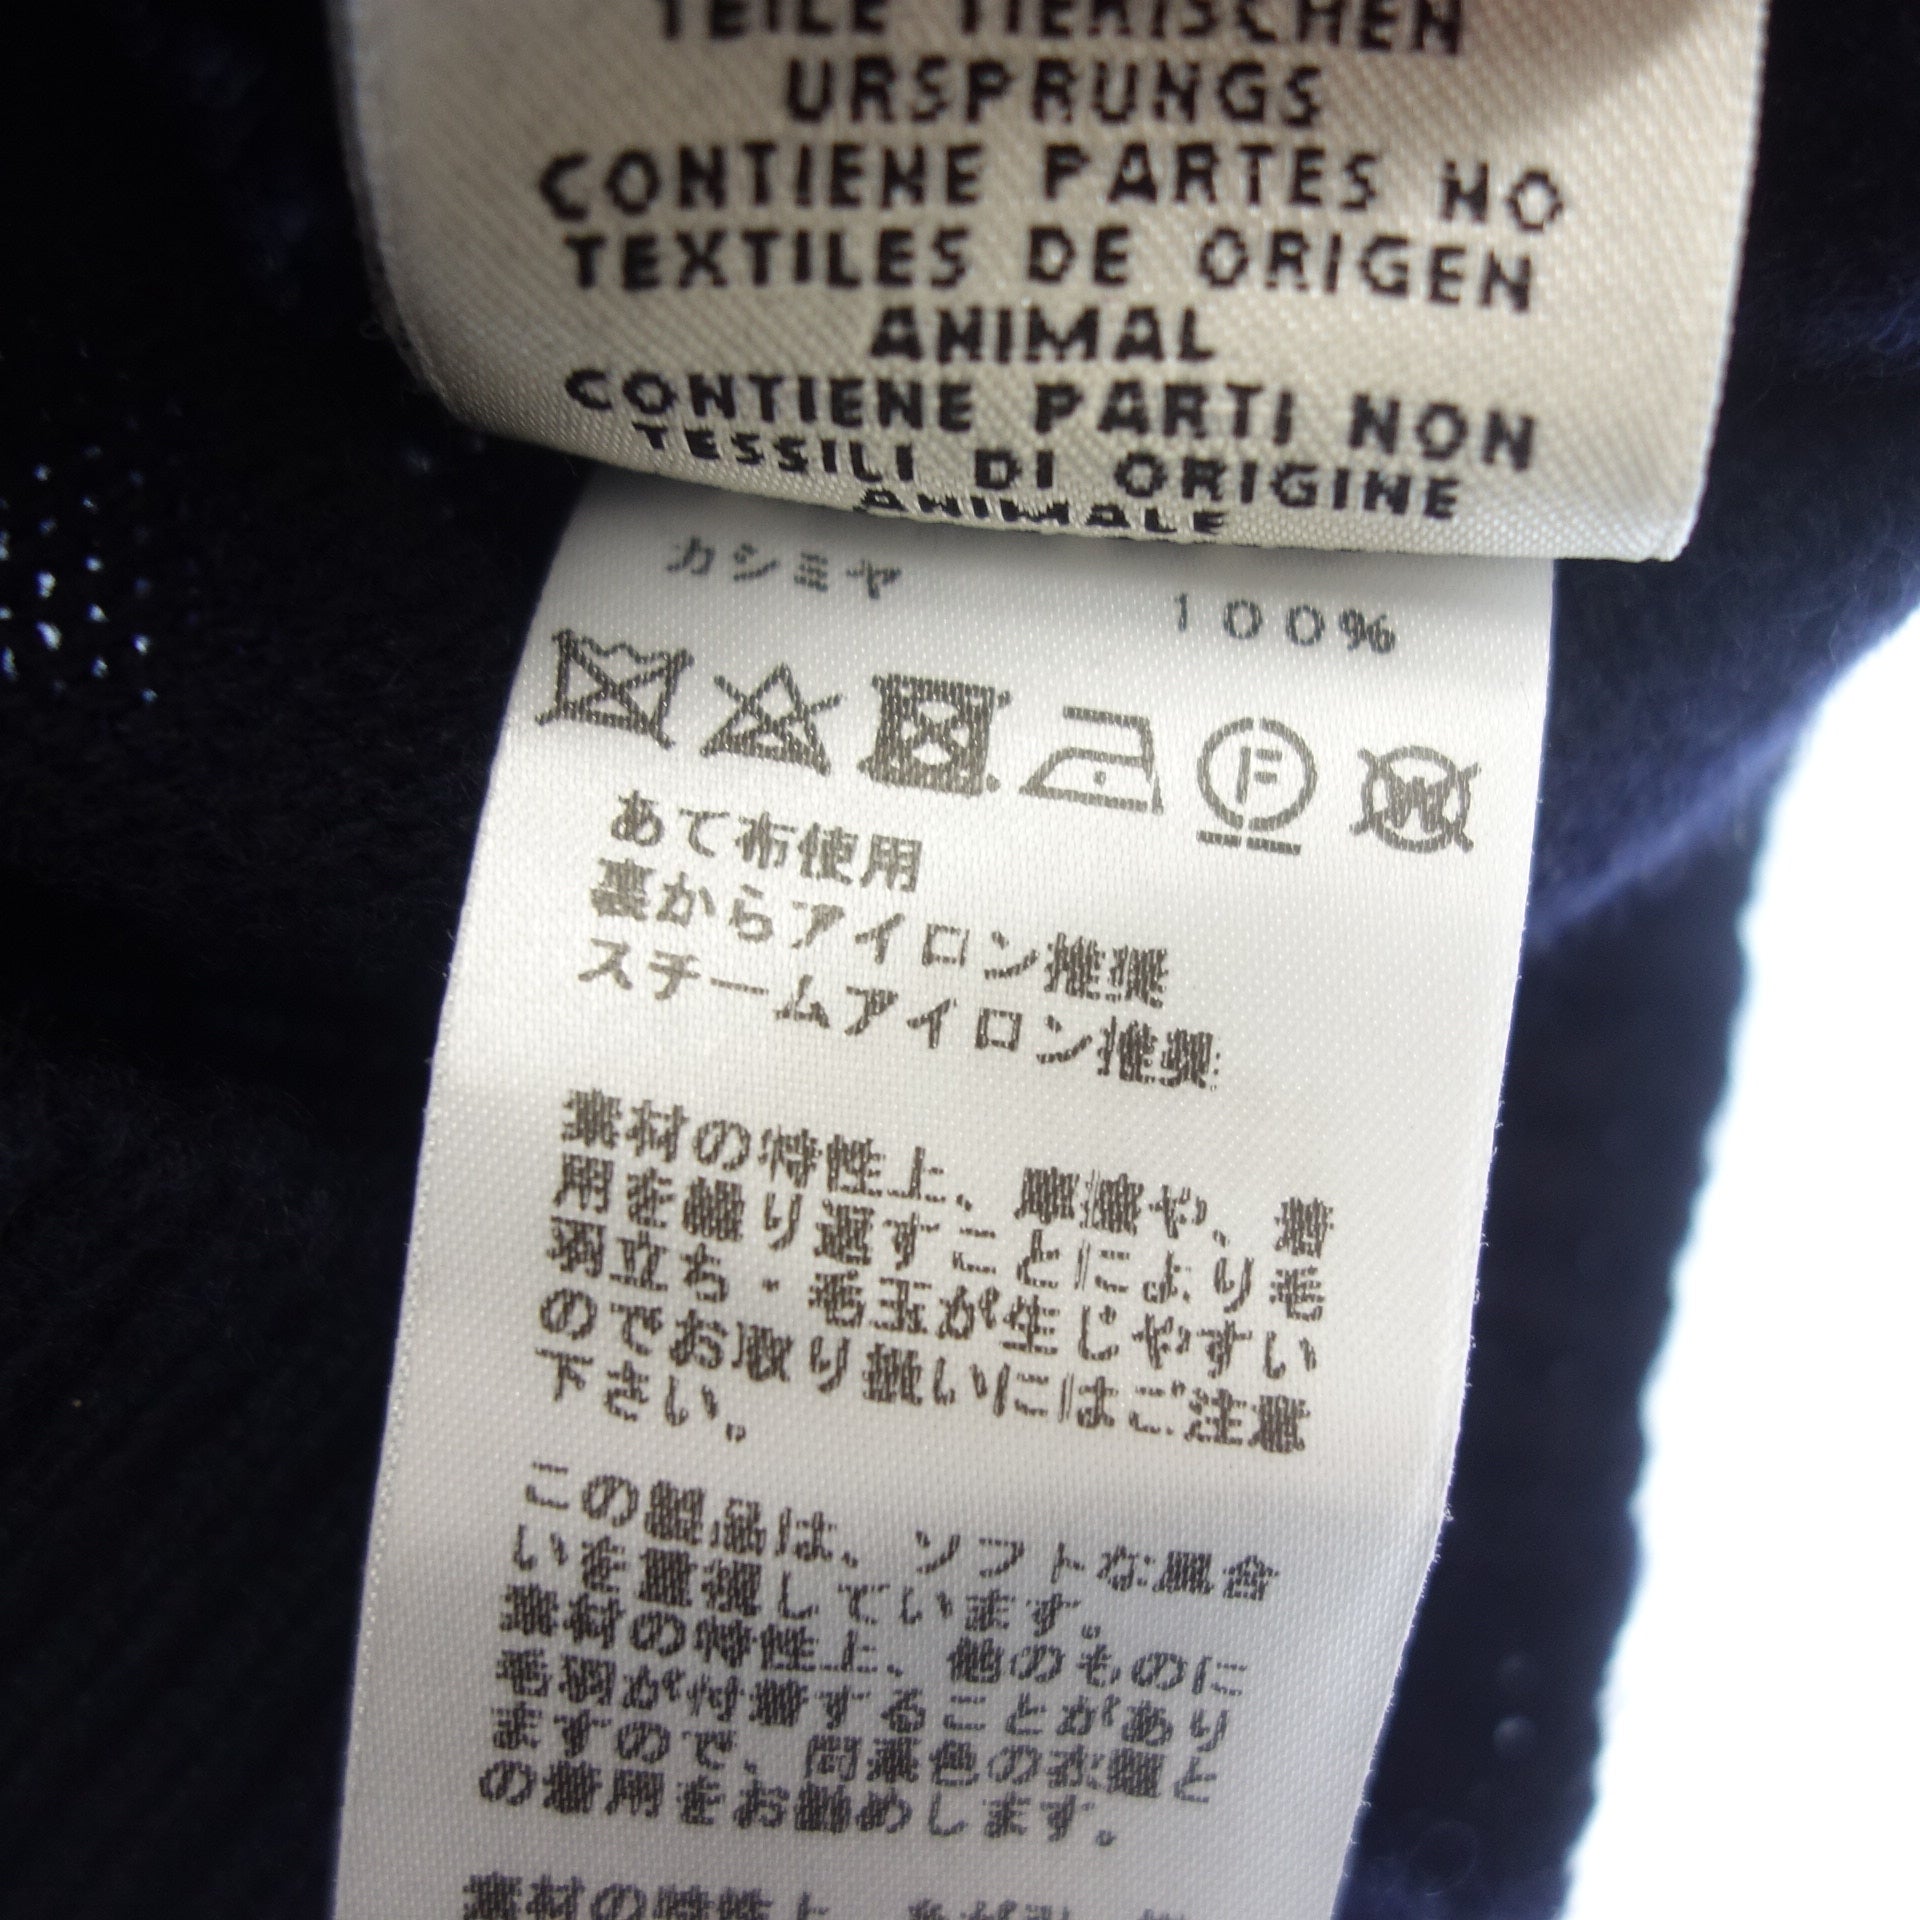 TEILE TIERISCHEN
URSPRUNGS
CONTIENE PARTES NO
TEXTILES DE ORIGEN
ANIMAL
CONTIENE PARTI NON
TESSILI DI ORIGINE
ANIMALE
カシミヤ 100%
F W
あて布使用
裏からアイロン推奨
スチームアイロン推奨
素材の特性上、摩擦や、着
用を繰り返すことにより毛
羽立ち・毛玉が生じやすい
のでお取り扱いにはご注意
下さい。
この製品は、ソフトな風合
いを重視しています。
素材の特性上、他のものに
毛羽が付着することがあり
ますので、同系色の衣類と
の着用をお勧めします。
素材の特性上、